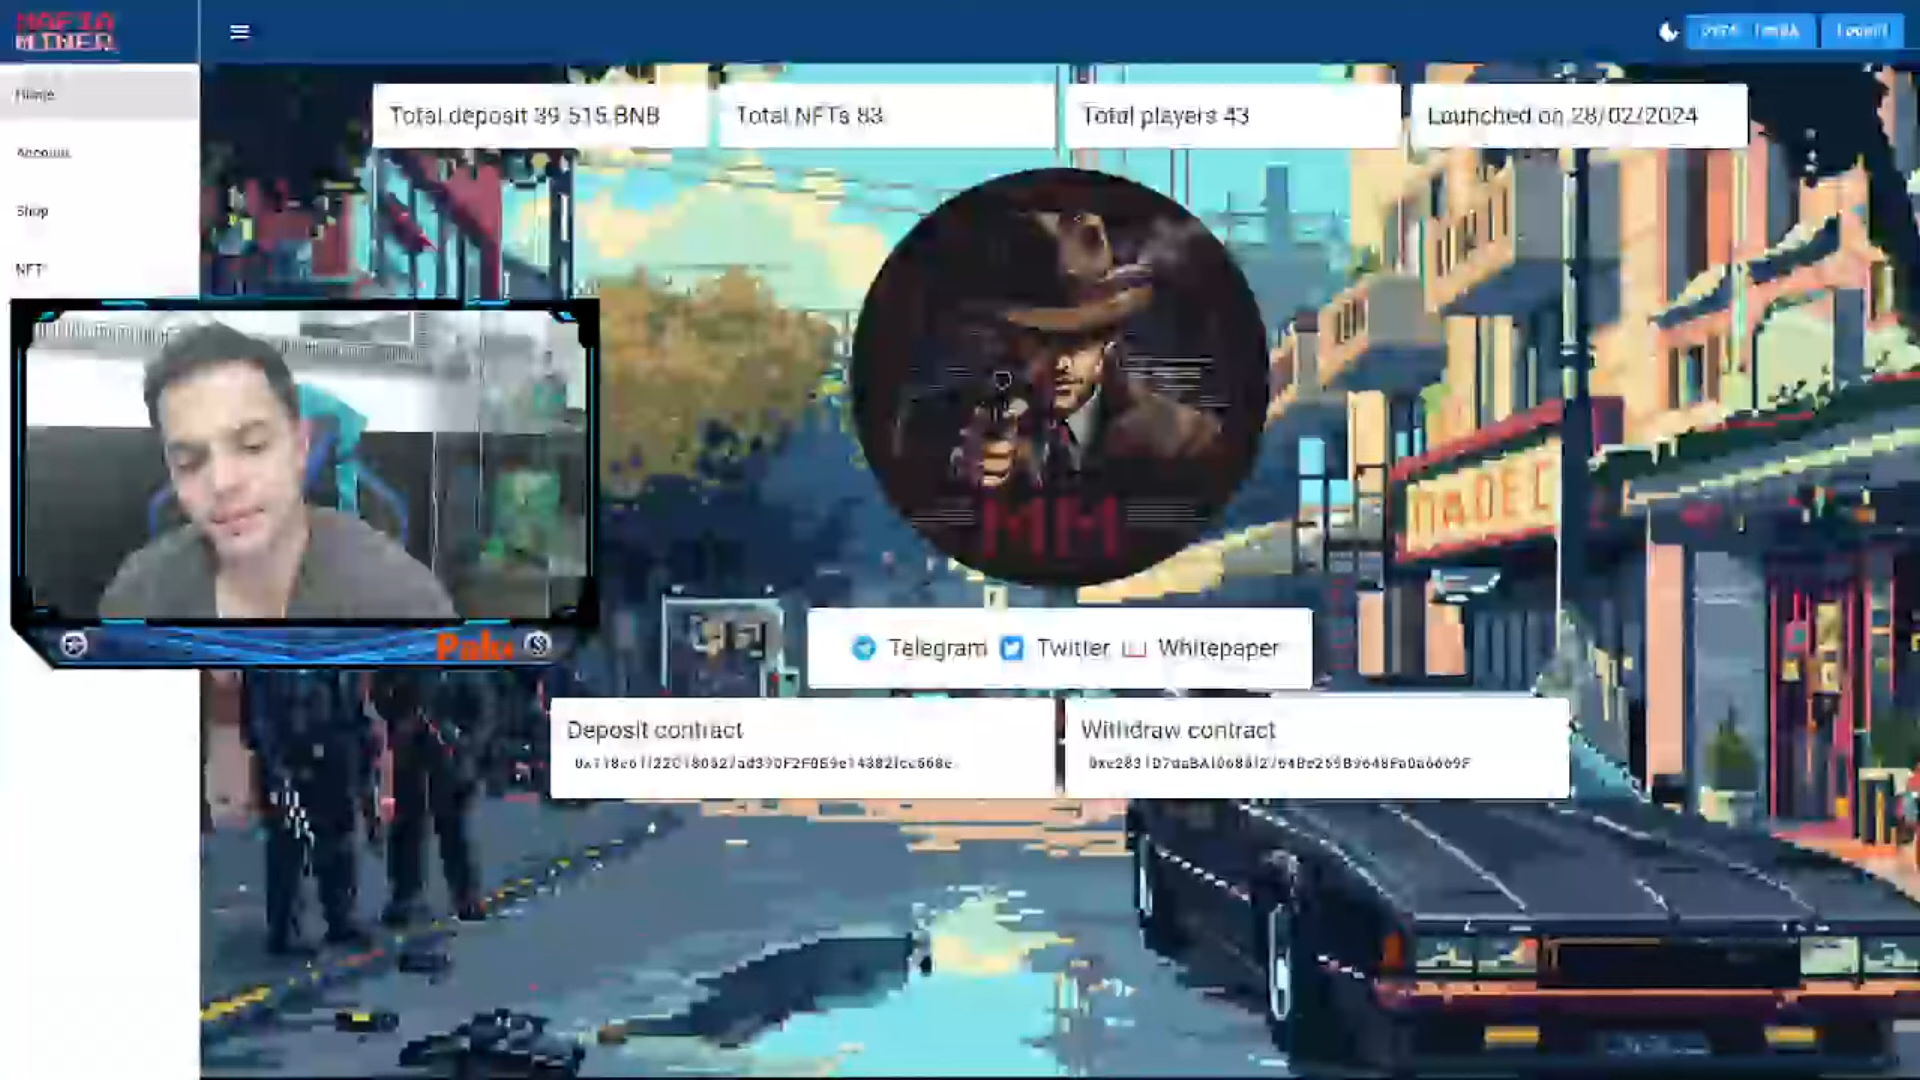 MAFIA
MINER
Home
Account
Shop
NFT
Total deposit 39.515 BNB
Total NFTs 83
Total players 43
Launched on 28/02/2024
Logout
MM
Telegram
Twitter
Whitepaper
Deposit contract
Withdraw contract